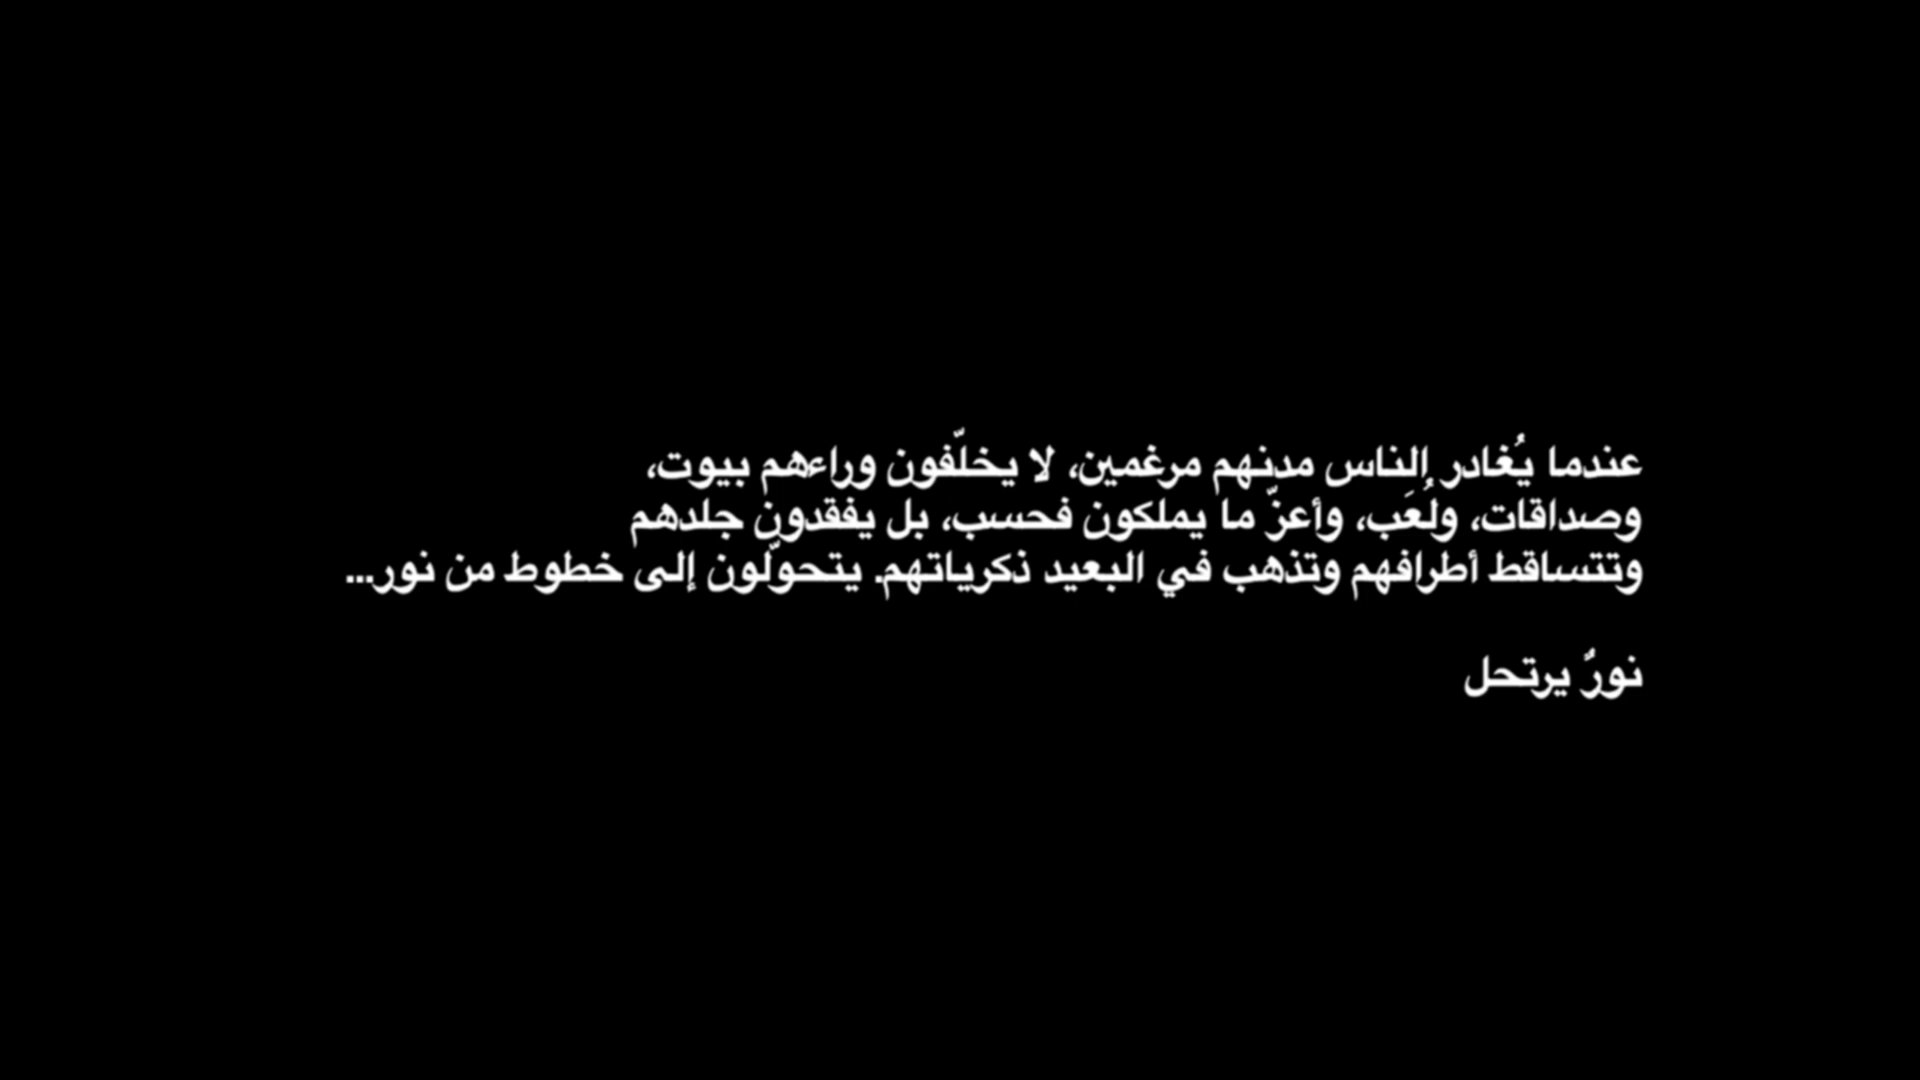 عندما يُغادر الناس مدنهم مرغمين، لا يخلّفون وراءهم بيوت،
وصداقات، ولُعَب، وأعزّ ما يملكون فحسب، بل يفقدون جلدهم
وتتساقط أطرافهم وتذهب في البعيد ذكرياتهم. يتحوّلون إلى خطوط من نور...
نورٌ يرتحل